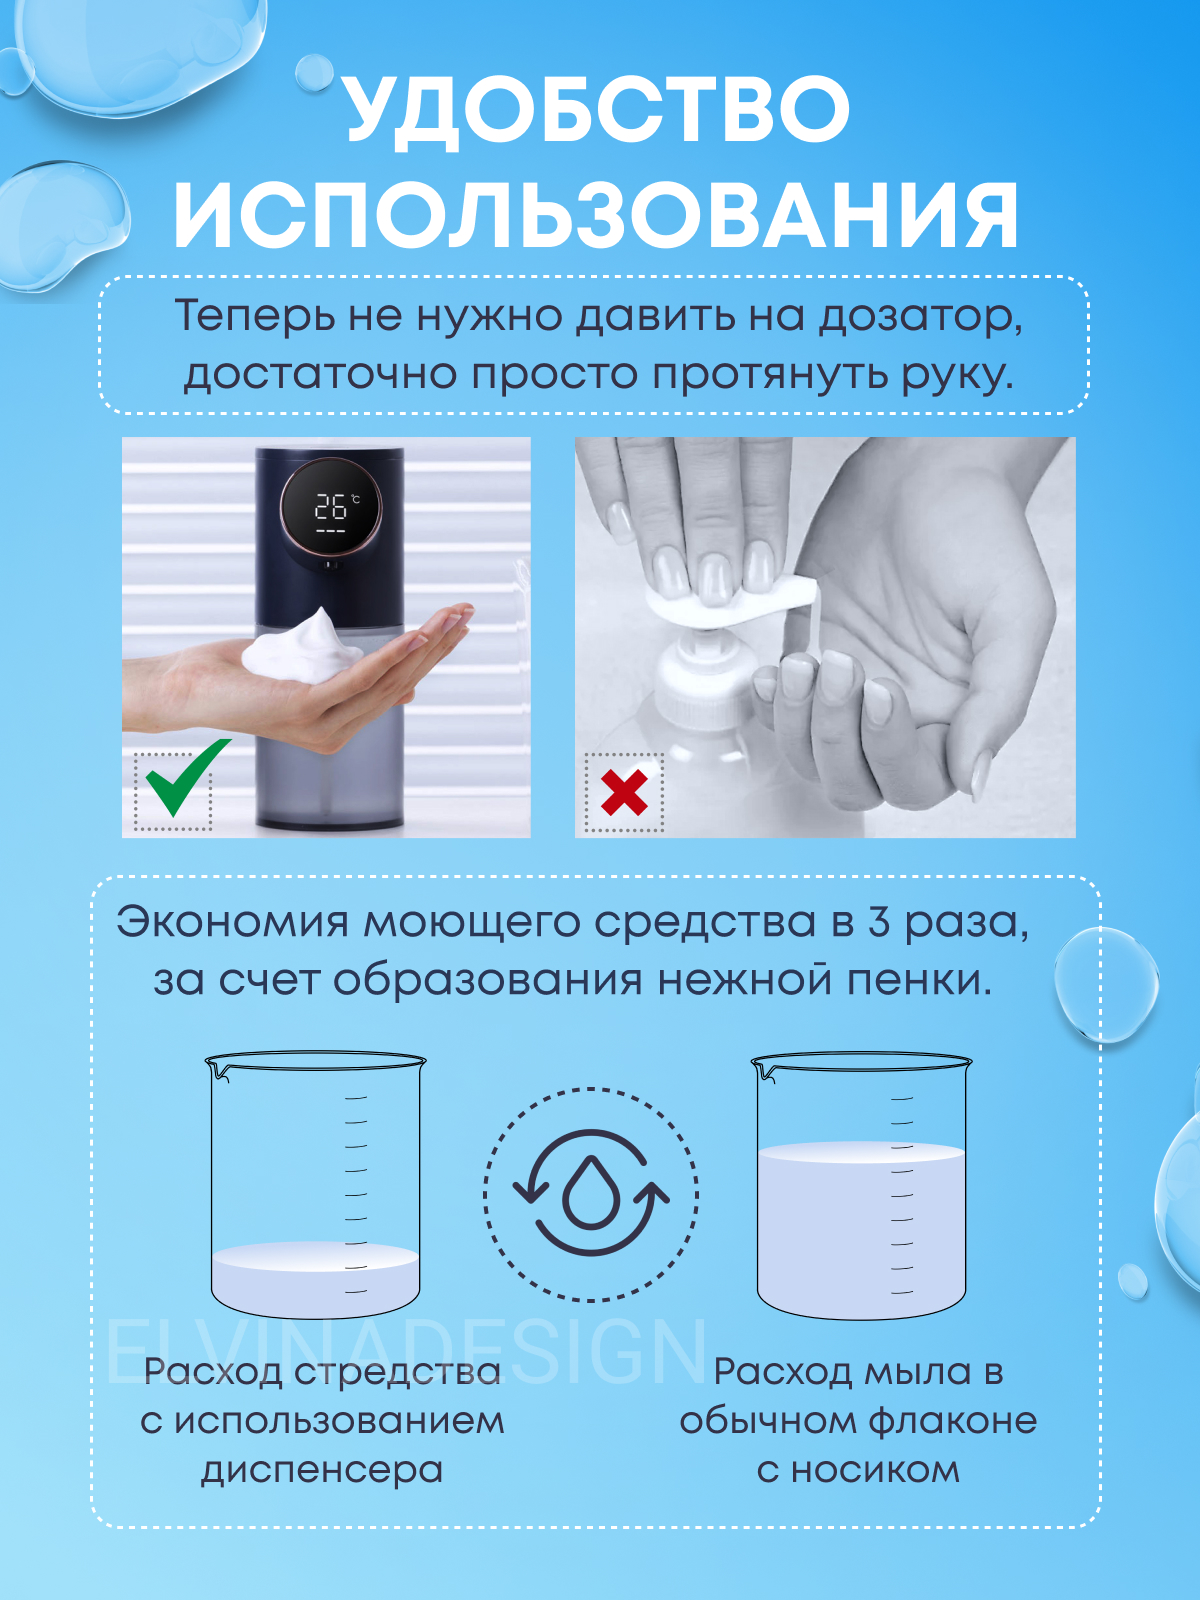 УДОБСТВО
ИСПОЛЬЗОВАНИЯ
Теперь не нужно давить на дозатор,
достаточно просто протянуть руку.
26 °C
Экономия моющего средства в 3 раза,
за счет образования нежной пенки.
ELVINADESIGN
Расход стредства
с использованием
диспенсера
Расход мыла в
обычном флаконе
с носиком